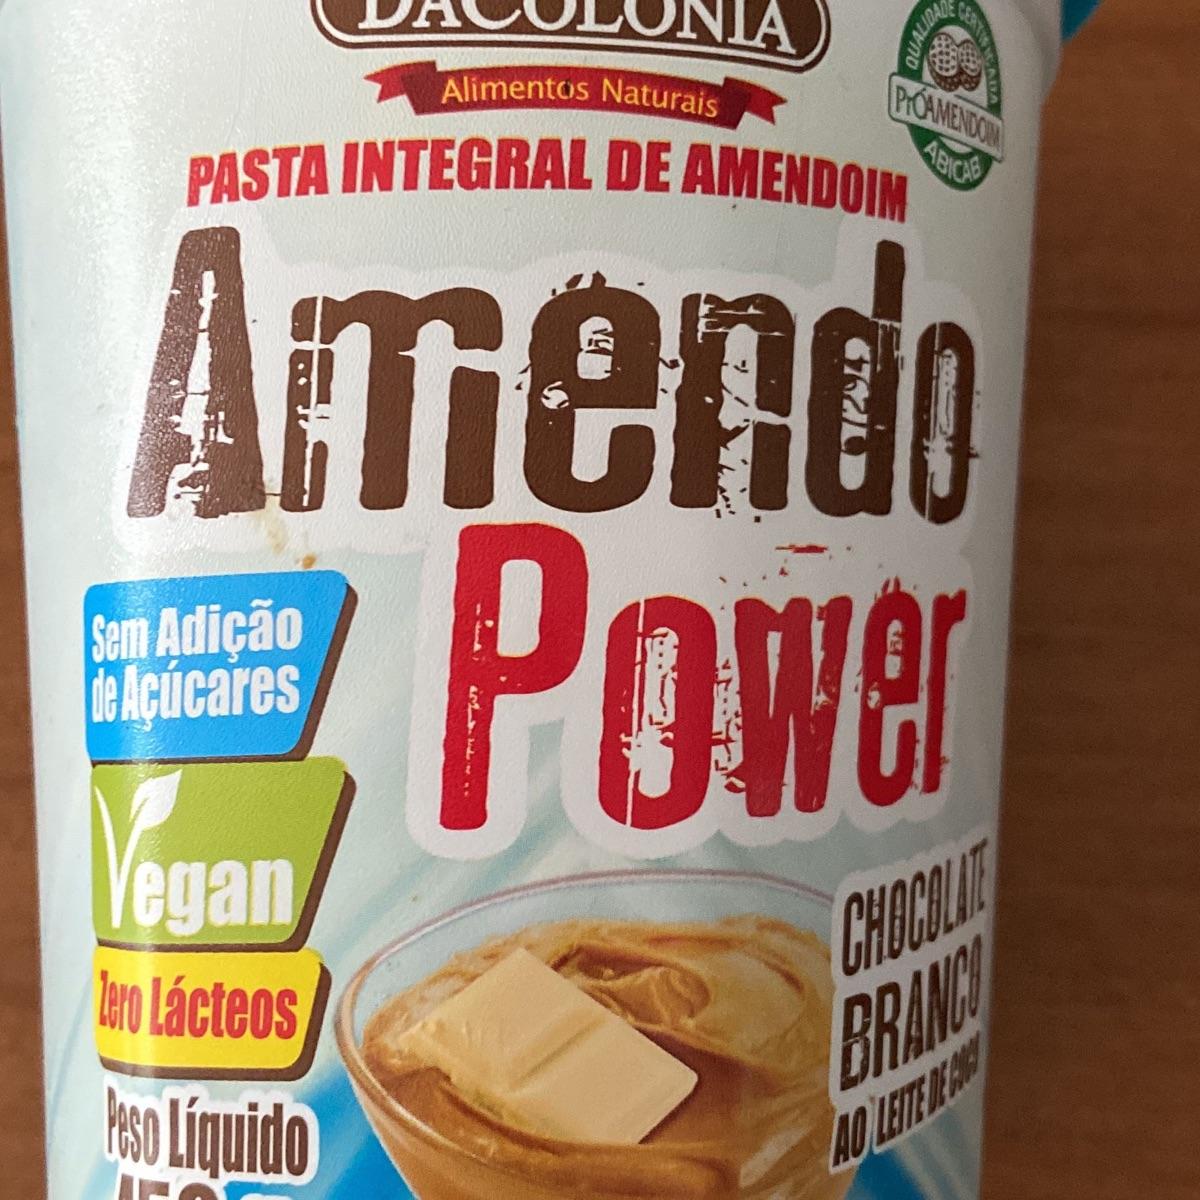 DACOLONIA
Alimentos Naturais
QUALIDADE CERTIFICADA
PróAMENDOIM
ABICAB
PASTA INTEGRAL DE AMENDOIM
Amendo
Power
Sem Adição
de Açúcares
Vegan
Zero Lácteos
CHOCOLATE
BRANCO
AO LEITE DE COCO
Peso Líquido